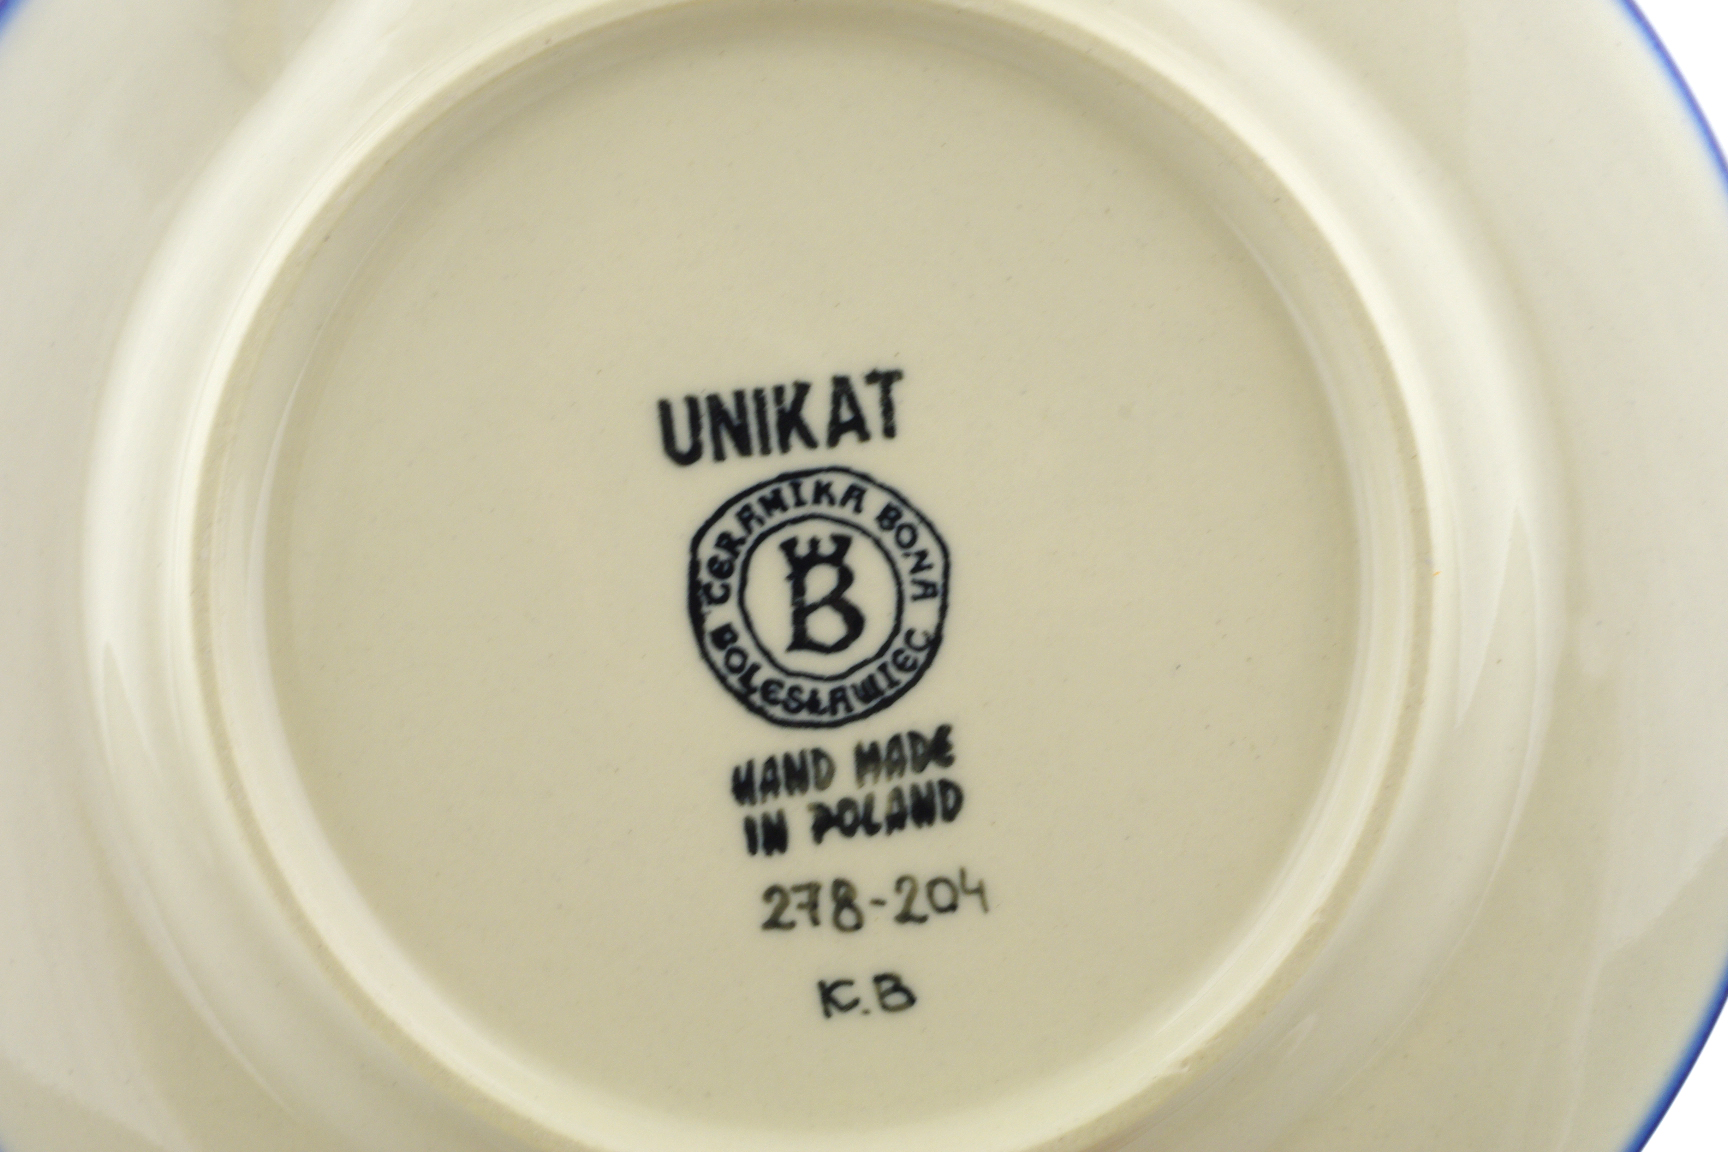 UNIKAT
CERAMIKA BONA
B
BOLESŁAWIEC
HAND MADE
IN POLAND
278-204
K.B